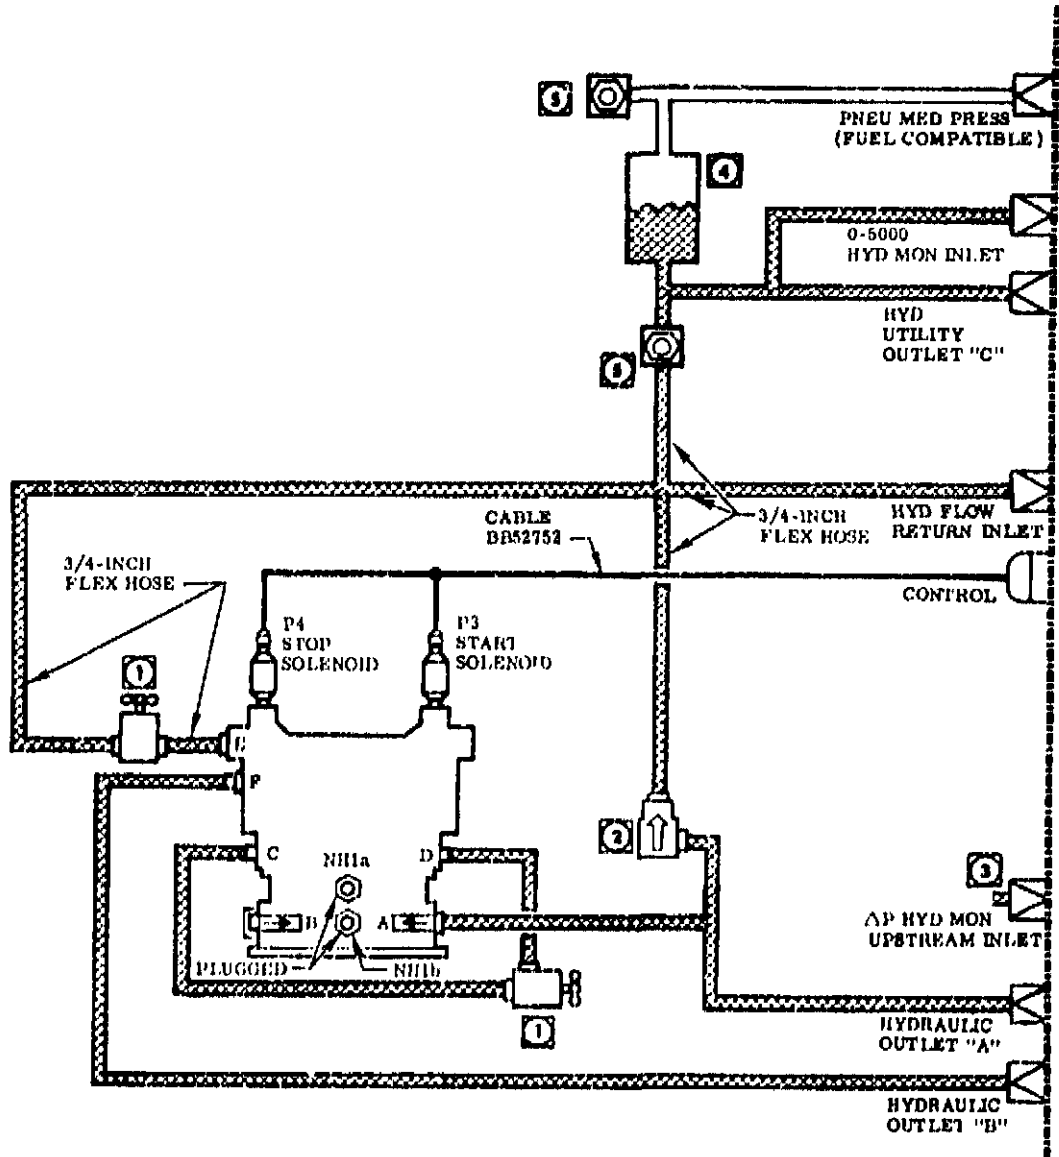 5
PNEU MED PRESS
(FUEL COMPATIBLE)
4
0-5000
HYD MON INLET
HYD
UTILITY
OUTLET "C"
5
HYD FLOW
RETURN INLET
CABLE
3/4-INCH
FLEX HOSE
3/4-INCH
FLEX HOSE
CONTROL
P4
STOP
SOLENOID
P3
START
SOLENOID
1
E
F
2
C
NH1a
D
3
B
A
ΔP HYD MON
UPSTREAM INLET
PLUGGED
NH1b
1
HYDRAULIC
OUTLET "A"
HYDRAULIC
OUTLET "B"